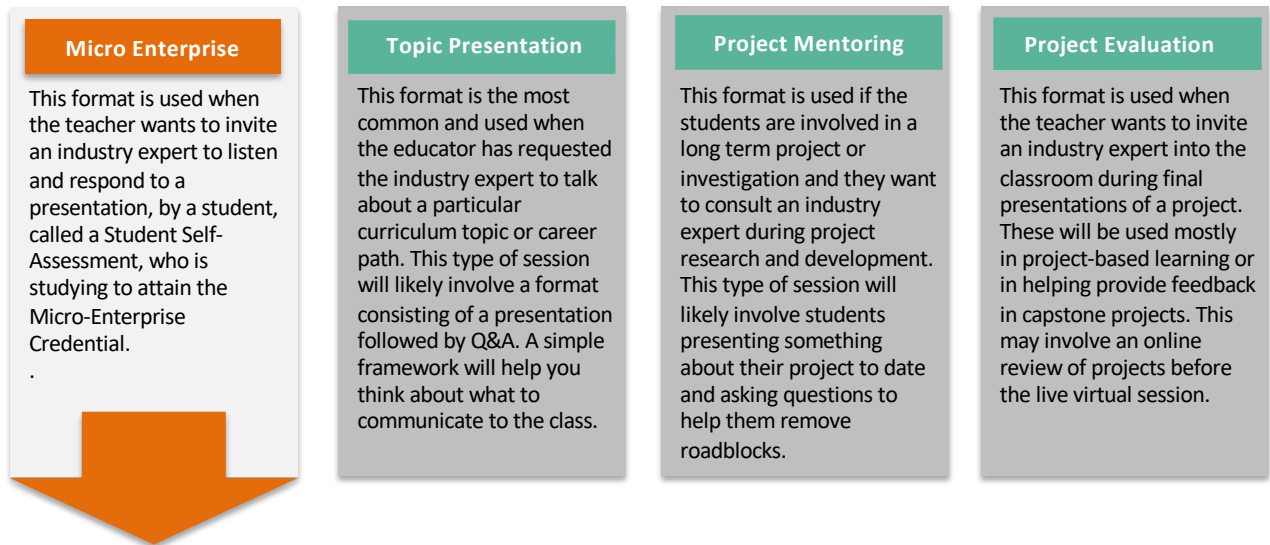 Micro Enterprise
This format is used when
the teacher wants to invite
an industry expert to listen
and respond to a
presentation, by a student,
called a Student Self-
Assessment, who is
studying to attain the
Micro-Enterprise
Credential.
.
Topic Presentation
This format is the most
common and used when
the educator has requested
the industry expert to talk
about a particular
curriculum topic or career
path. This type of session
will likely involve a format
consisting of a presentation
followed by Q&A. A simple
framework will help you
think about what to
communicate to the class.
Project Mentoring
This format is used if the
students are involved in a
long term project or
investigation and they want
to consult an industry
expert during project
research and development.
This type of session will
likely involve students
presenting something
about their project to date
and asking questions to
help them remove
roadblocks.
Project Evaluation
This format is used when
the teacher wants to invite
an industry expert into the
classroom during final
presentations of a project.
These will be used mostly
in project-based learning or
in helping provide feedback
in capstone projects. This
may involve an online
review of projects before
the live virtual session.